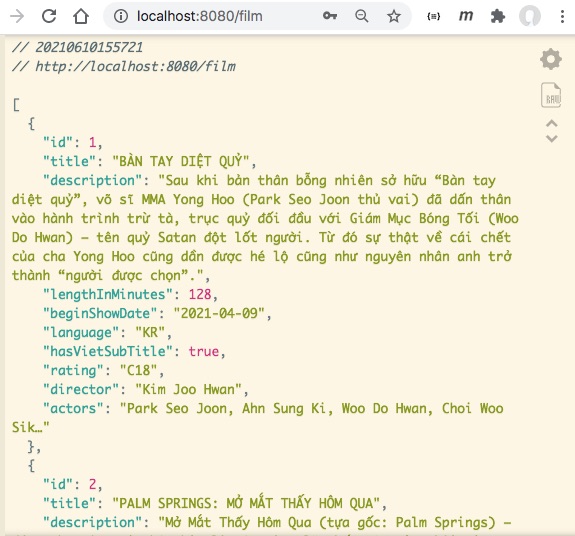 localhost:8080/film
// 20210610155721
// http://localhost:8080/film
[
{
"id": 1,
"title": "BÀN TAY DIỆT QUỶ",
"description": "Sau khi bản thân bỗng nhiên sở hữu “Bàn tay
diệt quỷ”, võ sĩ MMA Yong Hoo (Park Seo Joon thủ vai) đã dấn thân
vào hành trình trừ tà, trục quỷ đối đầu với Giám Mục Bóng Tối (Woo
Do Hwan) – tên quỷ Satan đột lốt người. Từ đó sự thật về cái chết
của cha Yong Hoo cũng dần được hé lộ cũng như nguyên nhân anh trở
thành “người được chọn”.",
"lengthInMinutes": 128,
"beginShowDate": "2021-04-09",
"language": "KR",
"hasVietSubTitle": true,
"rating": "C18",
"director": "Kim Joo Hwan",
"actors": "Park Seo Joon, Ahn Sung Ki, Woo Do Hwan, Choi Woo
Sik…"
},
{
"id": 2,
"title": "PALM SPRINGS: MỞ MẮT THẤY HÔM QUA",
"description": "Mở Mắt Thấy Hôm Qua (tựa gốc: Palm Springs) –